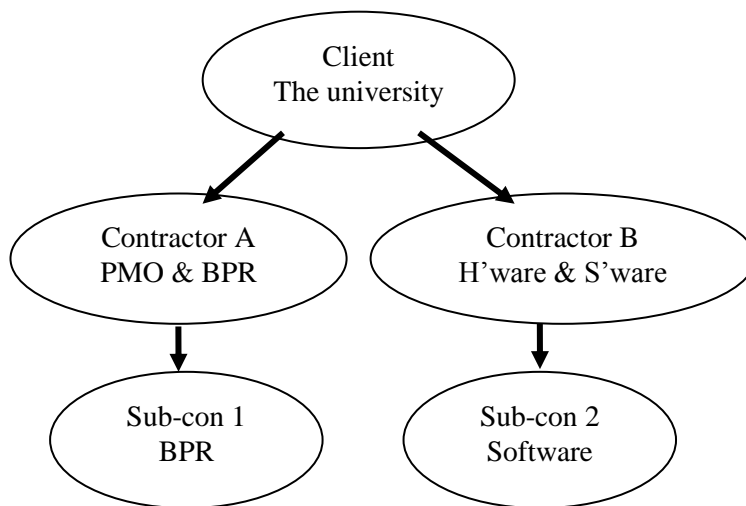 Client
The university
Contractor A
PMO & BPR
Contractor B
H’ware & S’ware
Sub-con 1
BPR
Sub-con 2
Software